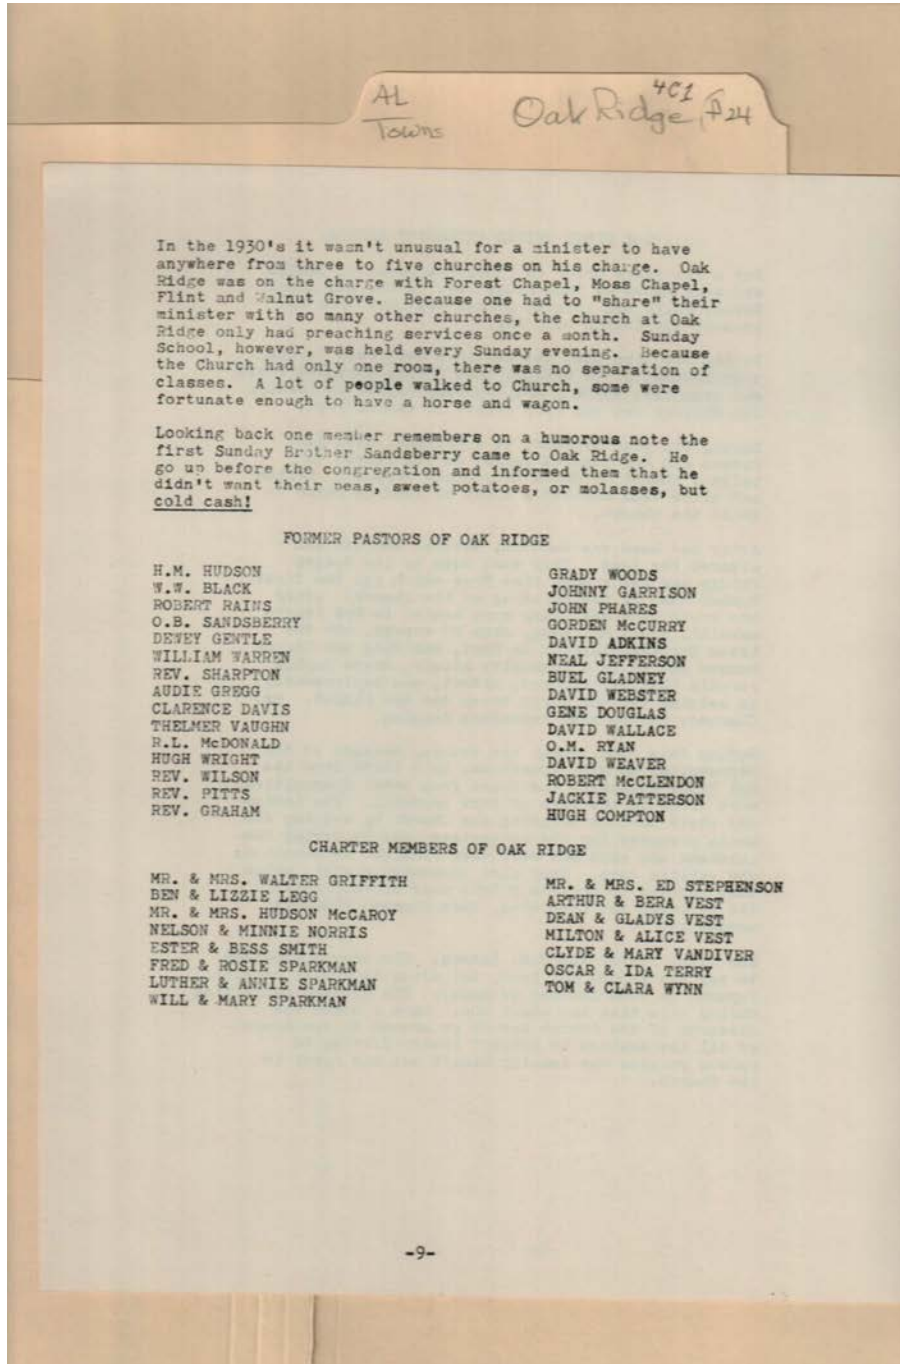 AL
Towns
Oak Ridge, #24
4C1
In the 1930's it wasn't unusual for a minister to have
anywhere from three to five churches on his charge. Oak
Ridge was on the charge with Forest Chapel, Moss Chapel,
Flint and Walnut Grove. Because one had to "share" their
minister with so many other churches, the church at Oak
Ridge only had preaching services once a month. Sunday
School, however, was held every Sunday evening. Because
the Church had only one room, there was no separation of
classes. A lot of people walked to Church, some were
fortunate enough to have a horse and wagon.
Looking back one member remembers on a humorous note the
first Sunday Brother Sandsberry came to Oak Ridge. He
go up before the congregation and informed them that he
didn't want their peas, sweet potatoes, or molasses, but
cold cash!
FORMER PASTORS OF OAK RIDGE
H.M. HUDSON
W.W. BLACK
ROBERT RAINS
O.B. SANDSBERRY
DEWEY GENTLE
WILLIAM WARREN
REV. SHARPTON
AUDIE GREGG
CLARENCE DAVIS
THELMER VAUGHN
R.L. McDONALD
HUGH WRIGHT
REV. WILSON
REV. PITTS
REV. GRAHAM
GRADY WOODS
JOHNNY GARRISON
JOHN PHARES
GORDEN McCURRY
DAVID ADKINS
NEAL JEFFERSON
BUEL GLADNEY
DAVID WEBSTER
GENE DOUGLAS
DAVID WALLACE
O.M. RYAN
DAVID WEAVER
ROBERT McCLENDON
JACKIE PATTERSON
HUGH COMPTON
CHARTER MEMBERS OF OAK RIDGE
MR. & MRS. WALTER GRIFFITH
BEN & LIZZIE LEGG
MR. & MRS. HUDSON McCAROY
NELSON & MINNIE NORRIS
ESTER & BESS SMITH
FRED & ROSIE SPARKMAN
LUTHER & ANNIE SPARKMAN
WILL & MARY SPARKMAN
MR. & MRS. ED STEPHENSON
ARTHUR & BERA VEST
DEAN & GLADYS VEST
MILTON & ALICE VEST
CLYDE & MARY VANDIVER
OSCAR & IDA TERRY
TOM & CLARA WYNN
-9-